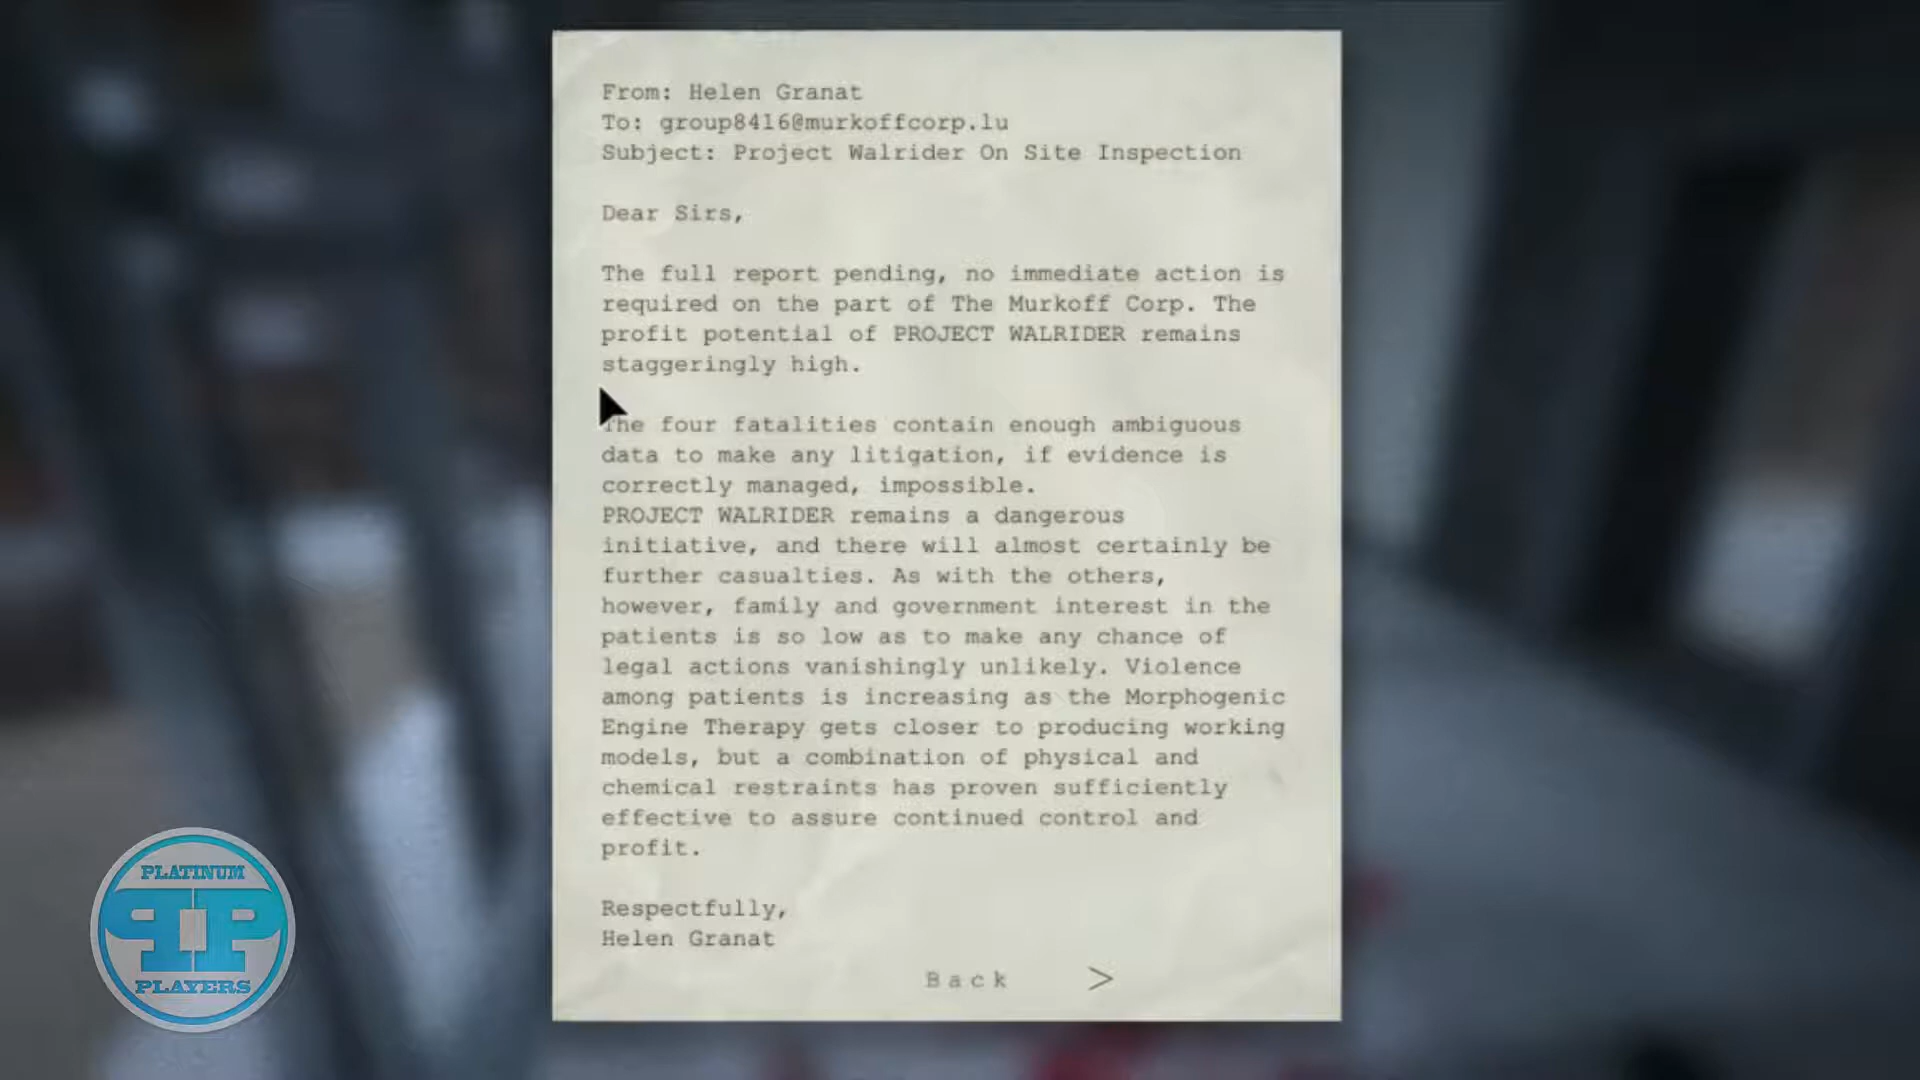 From: Helen Granat
To: group8416@murkoffcorp.lu
Subject: Project Walrider On Site Inspection
Dear Sirs,
The full report pending, no immediate action is
required on the part of The Murkoff Corp. The
profit potential of PROJECT WALRIDER remains
staggeringly high.
The four fatalities contain enough ambiguous
data to make any litigation, if evidence is
correctly managed, impossible.
PROJECT WALRIDER remains a dangerous
initiative, and there will almost certainly be
further casualties. As with the others,
however, family and government interest in the
patients is so low as to make any chance of
legal actions vanishingly unlikely. Violence
among patients is increasing as the Morphogenic
Engine Therapy gets closer to producing working
models, but a combination of physical and
chemical restraints has proven sufficiently
effective to assure continued control and
profit.
Respectfully,
Helen Granat
Back >
PLATINUM
PP
PLAYERS